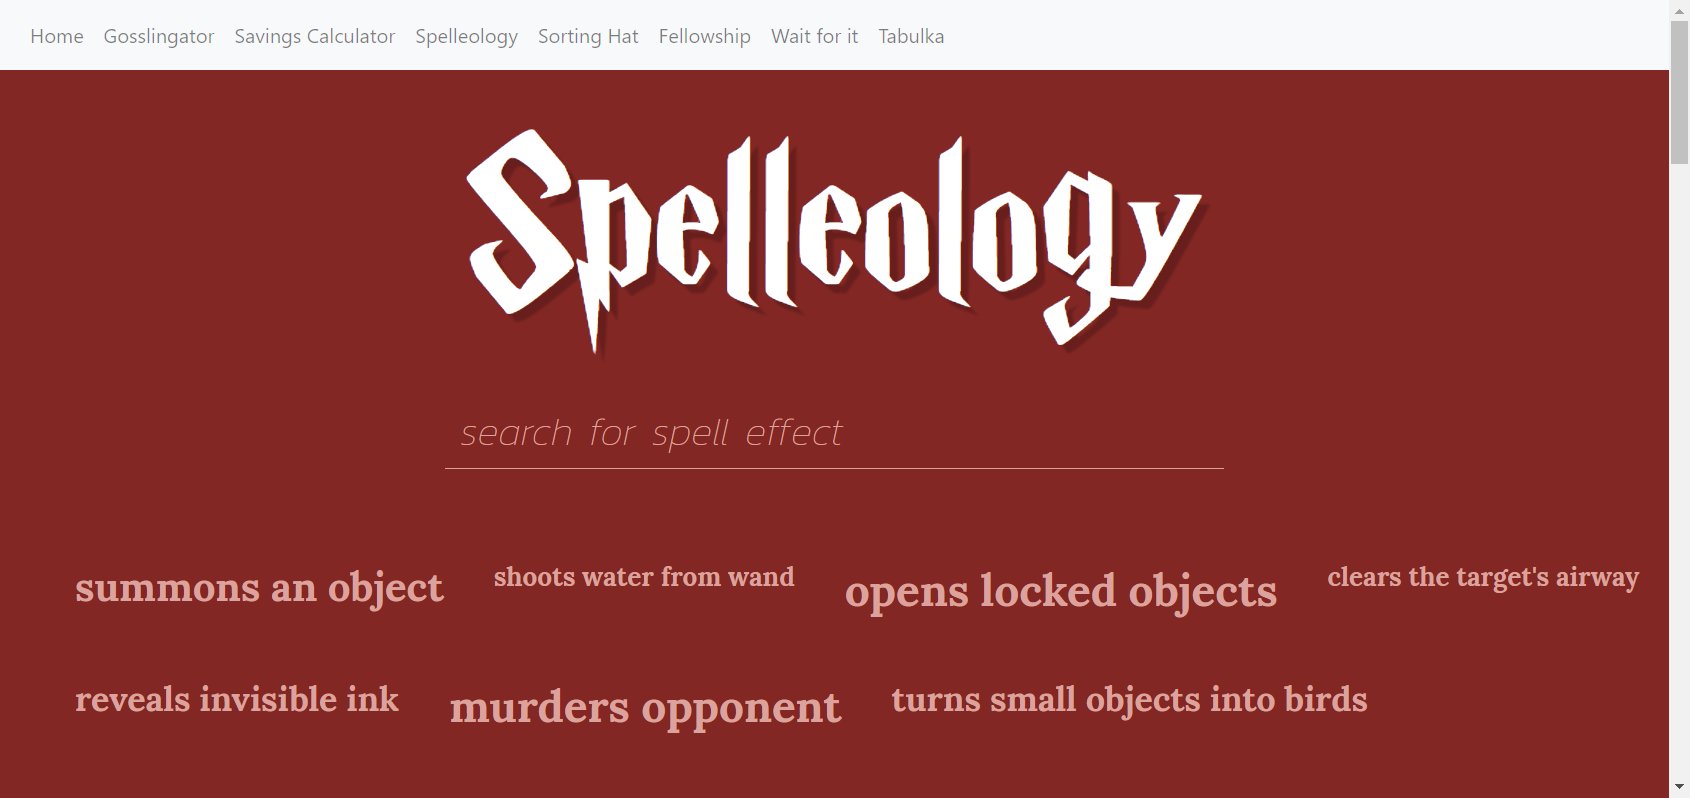 Home Gosslingator Savings Calculator Spelleology Sorting Hat Fellowship Wait for it Tabulka
Spelleology
search for spell effect
summons an object shoots water from wand opens locked objects clears the target's airway
reveals invisible ink murders opponent turns small objects into birds